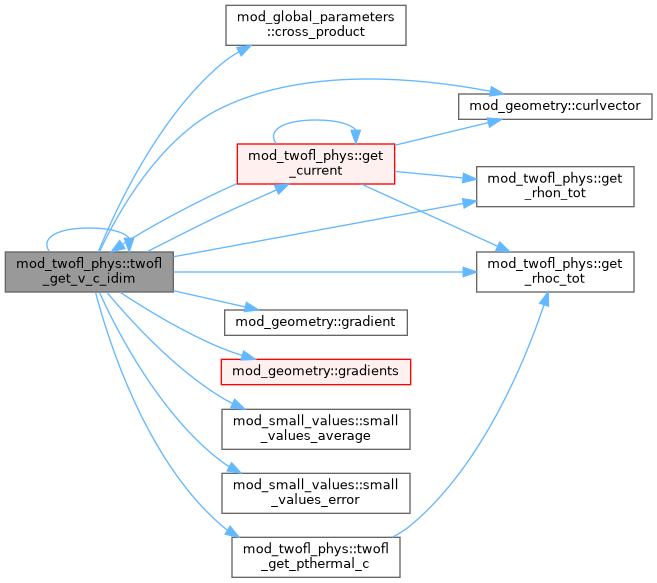 mod_global_parameters
::cross_product
mod_geometry::curlvector
mod_twofl_phys::get
_current
mod_twofl_phys::get
_rhon_tot
mod_twofl_phys::twofl
_get_v_c_idim
mod_twofl_phys::get
_rhoc_tot
mod_geometry::gradient
mod_geometry::gradients
mod_small_values::small
_values_average
mod_small_values::small
_values_error
mod_twofl_phys::twofl
_get_pthermal_c